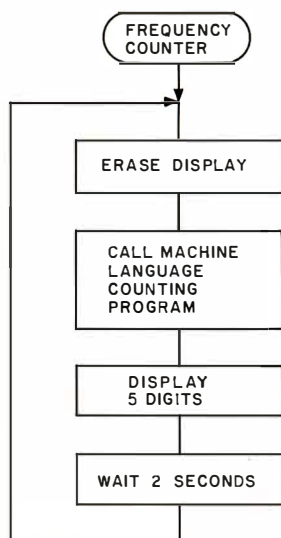 FREQUENCY
COUNTER
ERASE DISPLAY
CALL MACHINE
LANGUAGE
COUNTING
PROGRAM
DISPLAY
5 DIGITS
WAIT 2 SECONDS